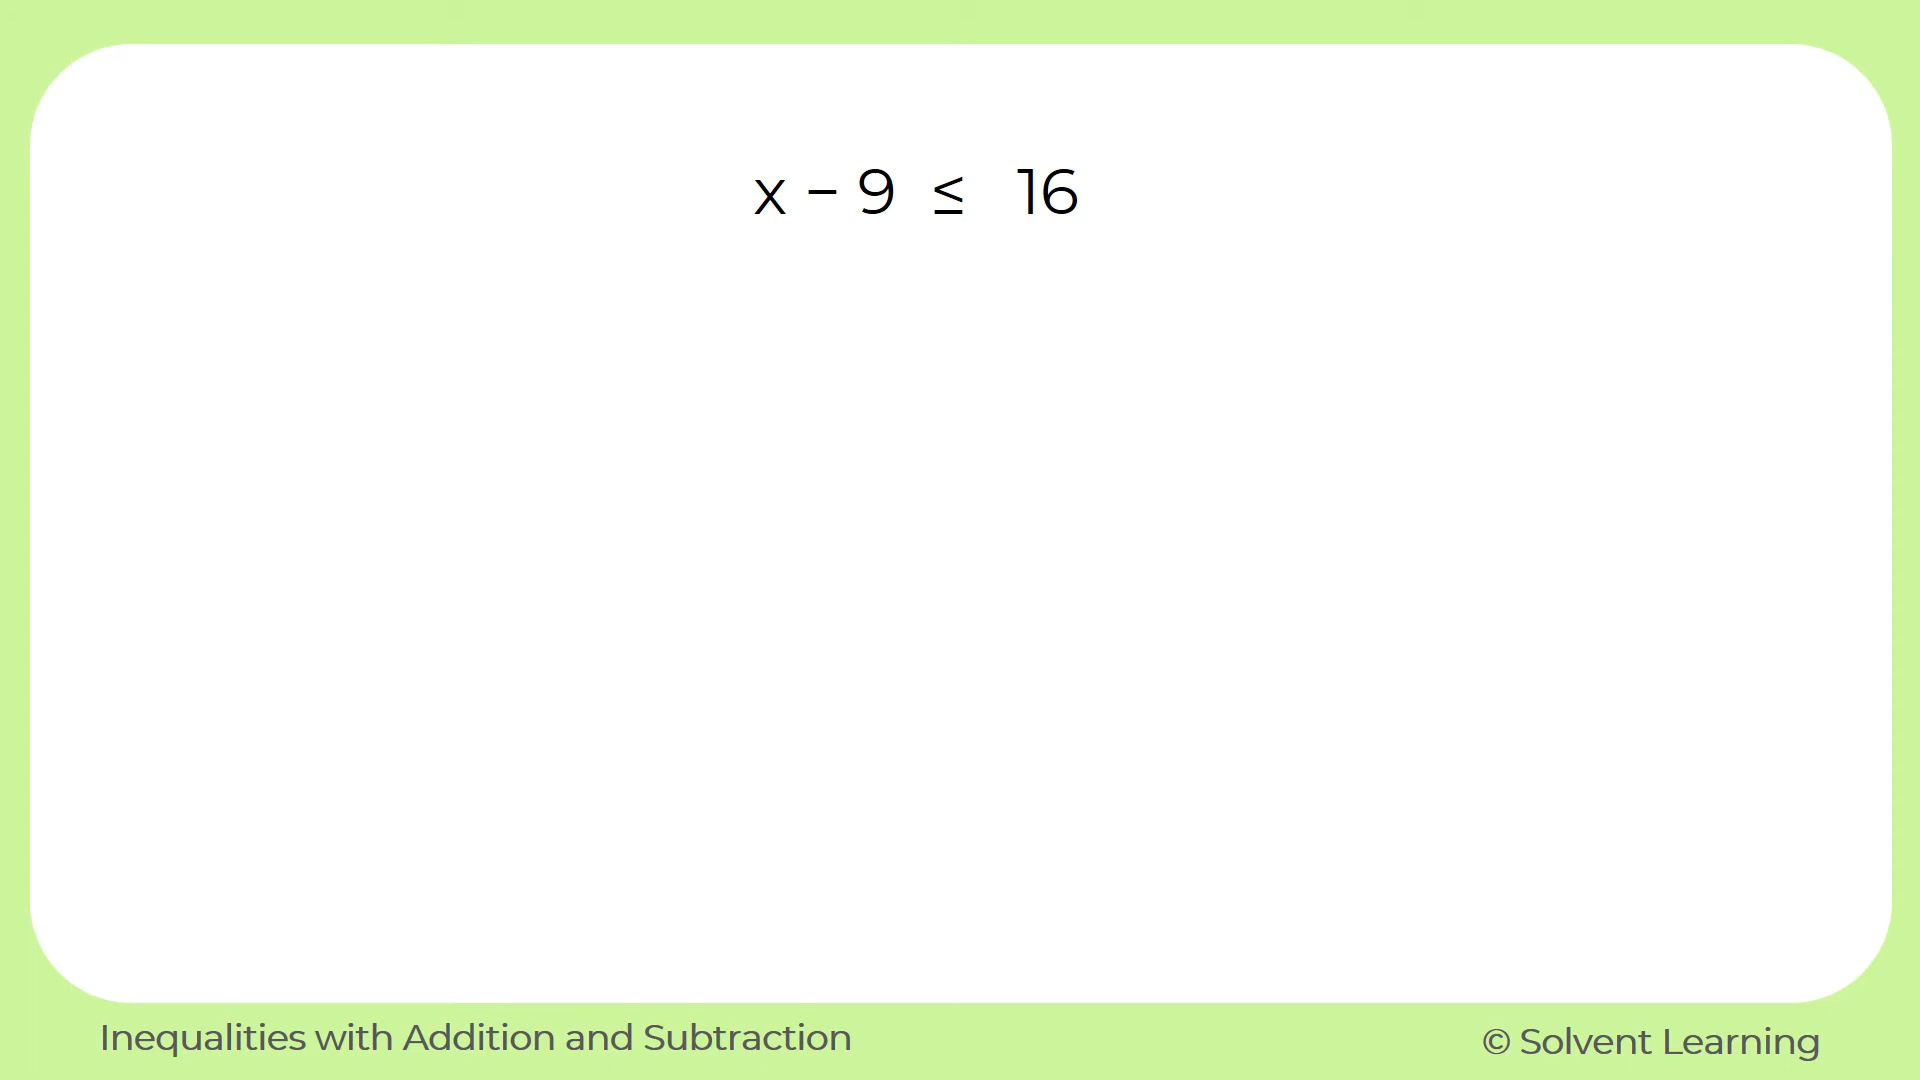 x − 9 ≤ 16
Inequalities with Addition and Subtraction
© Solvent Learning